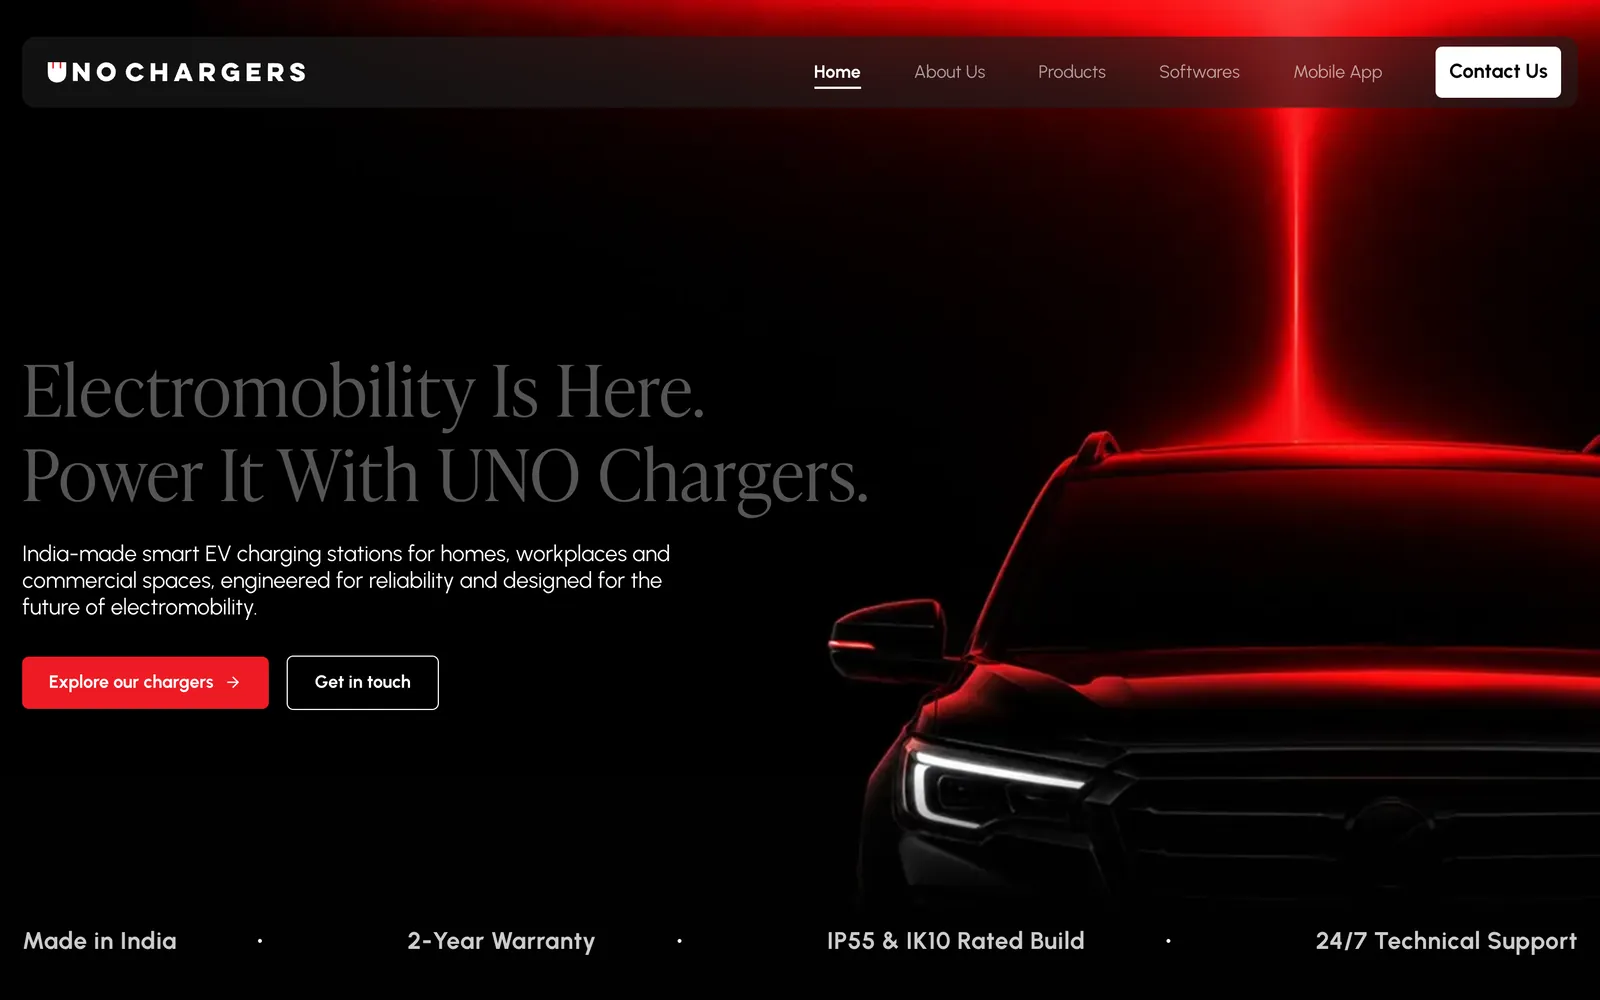 UNO CHARGERS
Home
About Us
Products
Softwares
Mobile App
Contact Us
Electromobility Is Here.
Power It With UNO Chargers.
India-made smart EV charging stations for homes, workplaces and
commercial spaces, engineered for reliability and designed for the
future of electromobility.
Explore our chargers →
Get in touch
Made in India
•
2-Year Warranty
•
IP55 & IK10 Rated Build
•
24/7 Technical Support